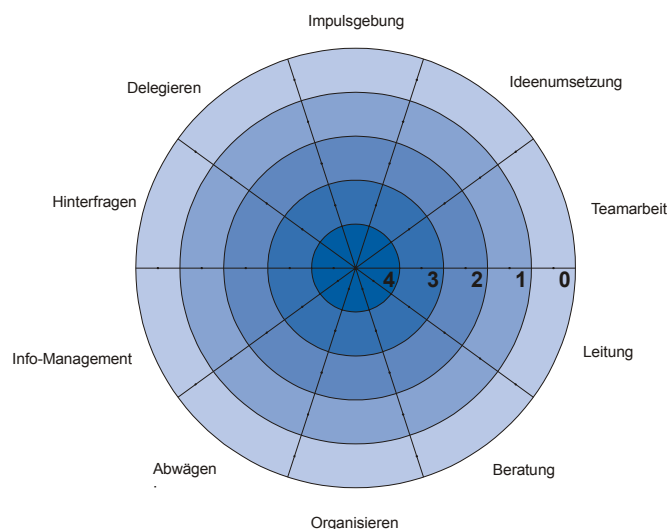 Impulsgebung
Delegieren
Ideenumsetzung
Hinterfragen
Teamarbeit
4 3 2 1 0
Info-Management
Leitung
Abwägen
Beratung
Organisieren